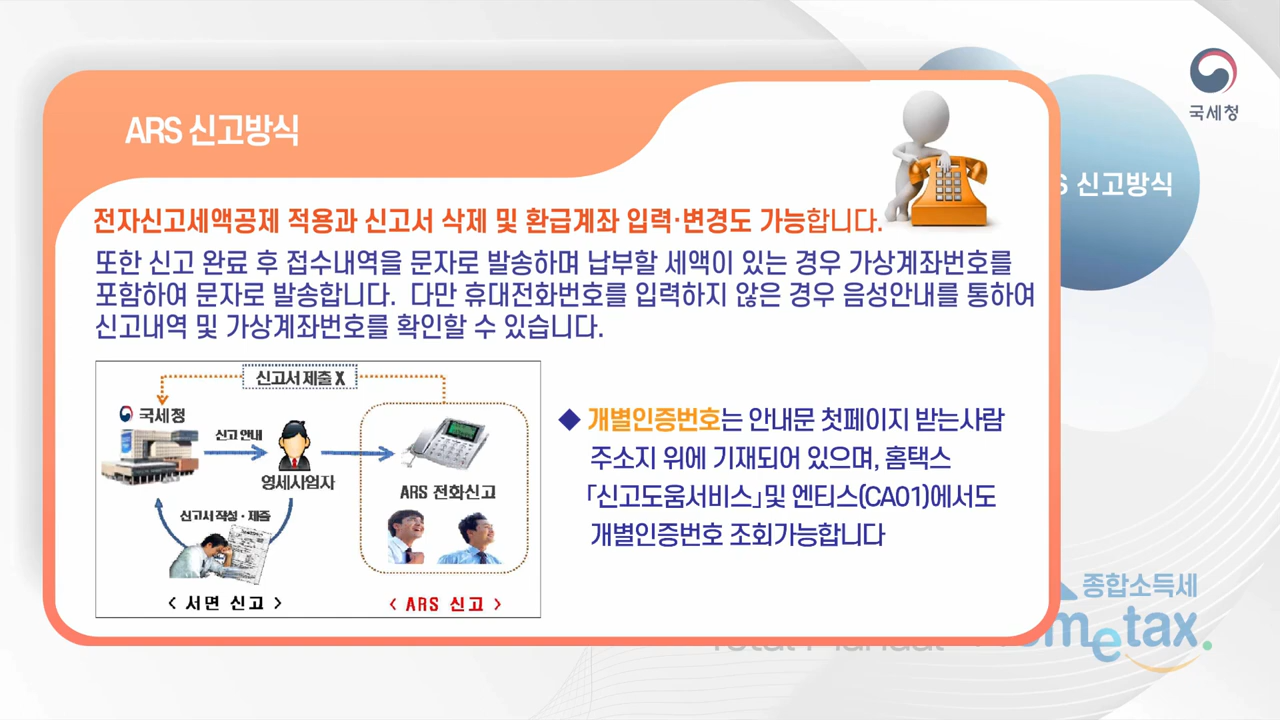 국세청
ARS 신고방식
신고방식
전자신고세액공제 적용과 신고서 삭제 및 환급계좌 입력·변경도 가능합니다.
또한 신고 완료 후 접수내역을 문자로 발송하며 납부할 세액이 있는 경우 가상계좌번호를
포함하여 문자로 발송합니다. 다만 휴대전화번호를 입력하지 않은 경우 음성안내를 통하여
신고내역 및 가상계좌번호를 확인할 수 있습니다.
신고서 제출 X
국세청
신고 안내
영세사업자
ARS 전화신고
신고서 작성·제출
< 서면 신고 >
< ARS 신고 >
◆ 개별인증번호는 안내문 첫페이지 받는사람
주소지 위에 기재되어 있으며, 홈택스
「신고도움서비스」및 엔티스(CA01)에서도
개별인증번호 조회가능합니다
종합소득세
metax.